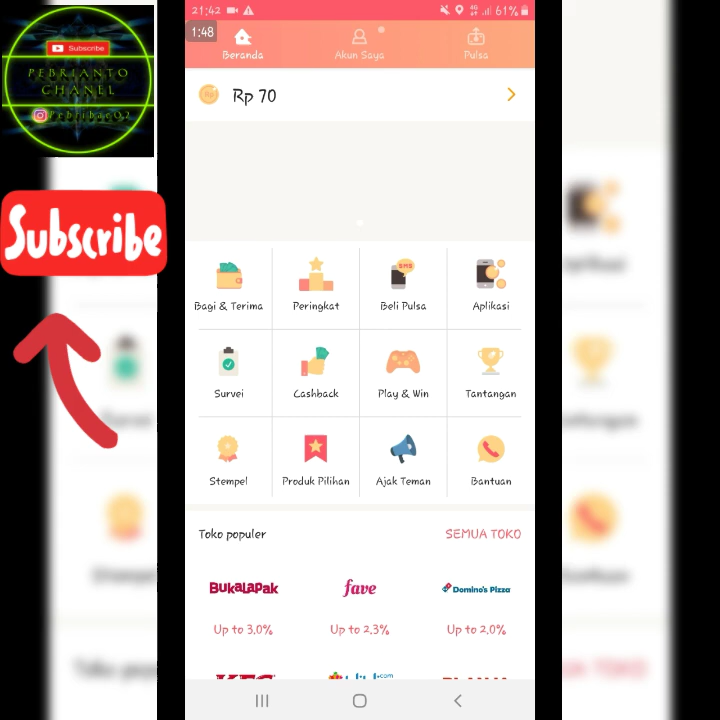 Subscribe
PEBRIANTO
CHANEL
Subscribe
21:42
61%
1:48
Beranda
Akun Saya
Pulsa
Rp 70
Bagi & Terima
Peringkat
SMS
Beli Pulsa
Aplikasi
Survei
Cashback
Play & Win
Tantangan
Stempel
Produk Pilihan
Ajak Teman
Bantuan
Toko populer
SEMUA TOKO
BukaLapak
fave
Domino's Pizza
Up to 3.0%
Up to 2.3%
Up to 2.0%
KFC